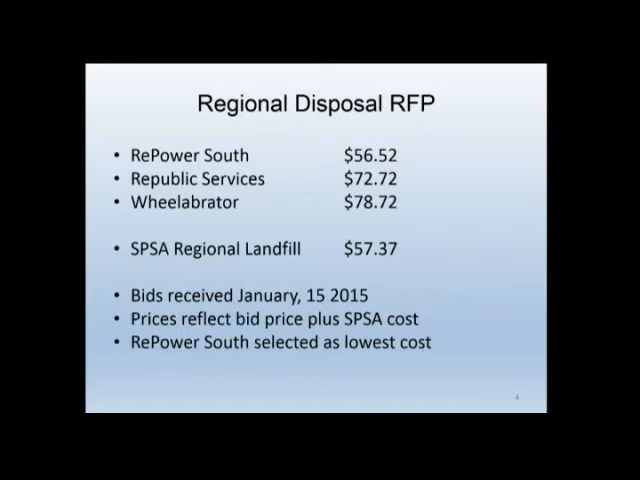 Regional Disposal RFP
• RePower South $56.52
• Republic Services $72.72
• Wheelabrator $78.72
• SPSA Regional Landfill $57.37
• Bids received January, 15 2015
• Prices reflect bid price plus SPSA cost
• RePower South selected as lowest cost
4